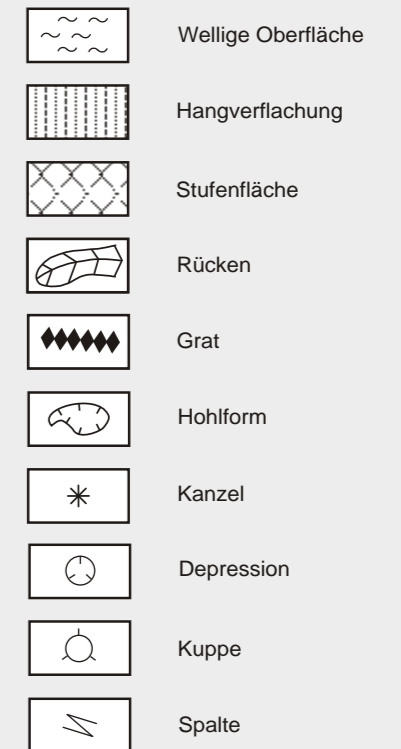 Wellige Oberfläche
Hangverflachung
Stufenfläche
Rücken
Grat
Hohlform
Kanzel
Depression
Kuppe
Spalte